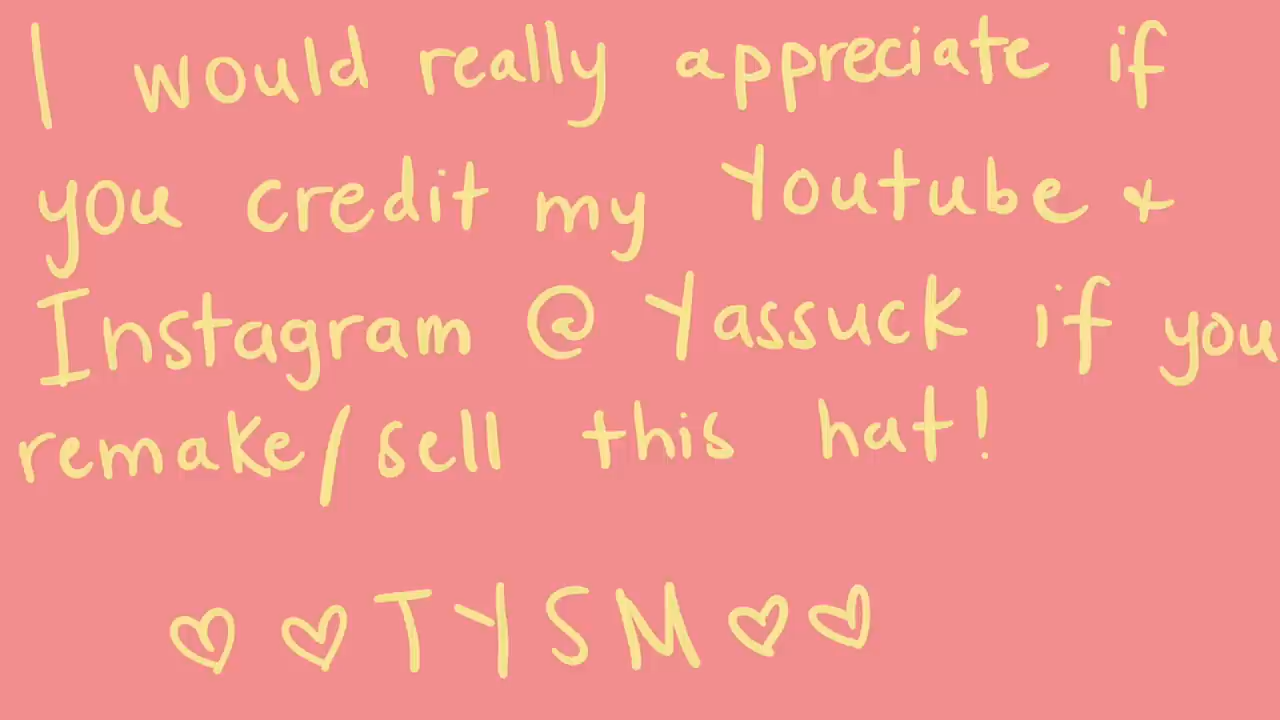 I would really appreciate if
you credit my Youtube &
Instagram @ Yassuck if you
remake/sell this hat!
♡ ♡ TYSM ♡ ♡